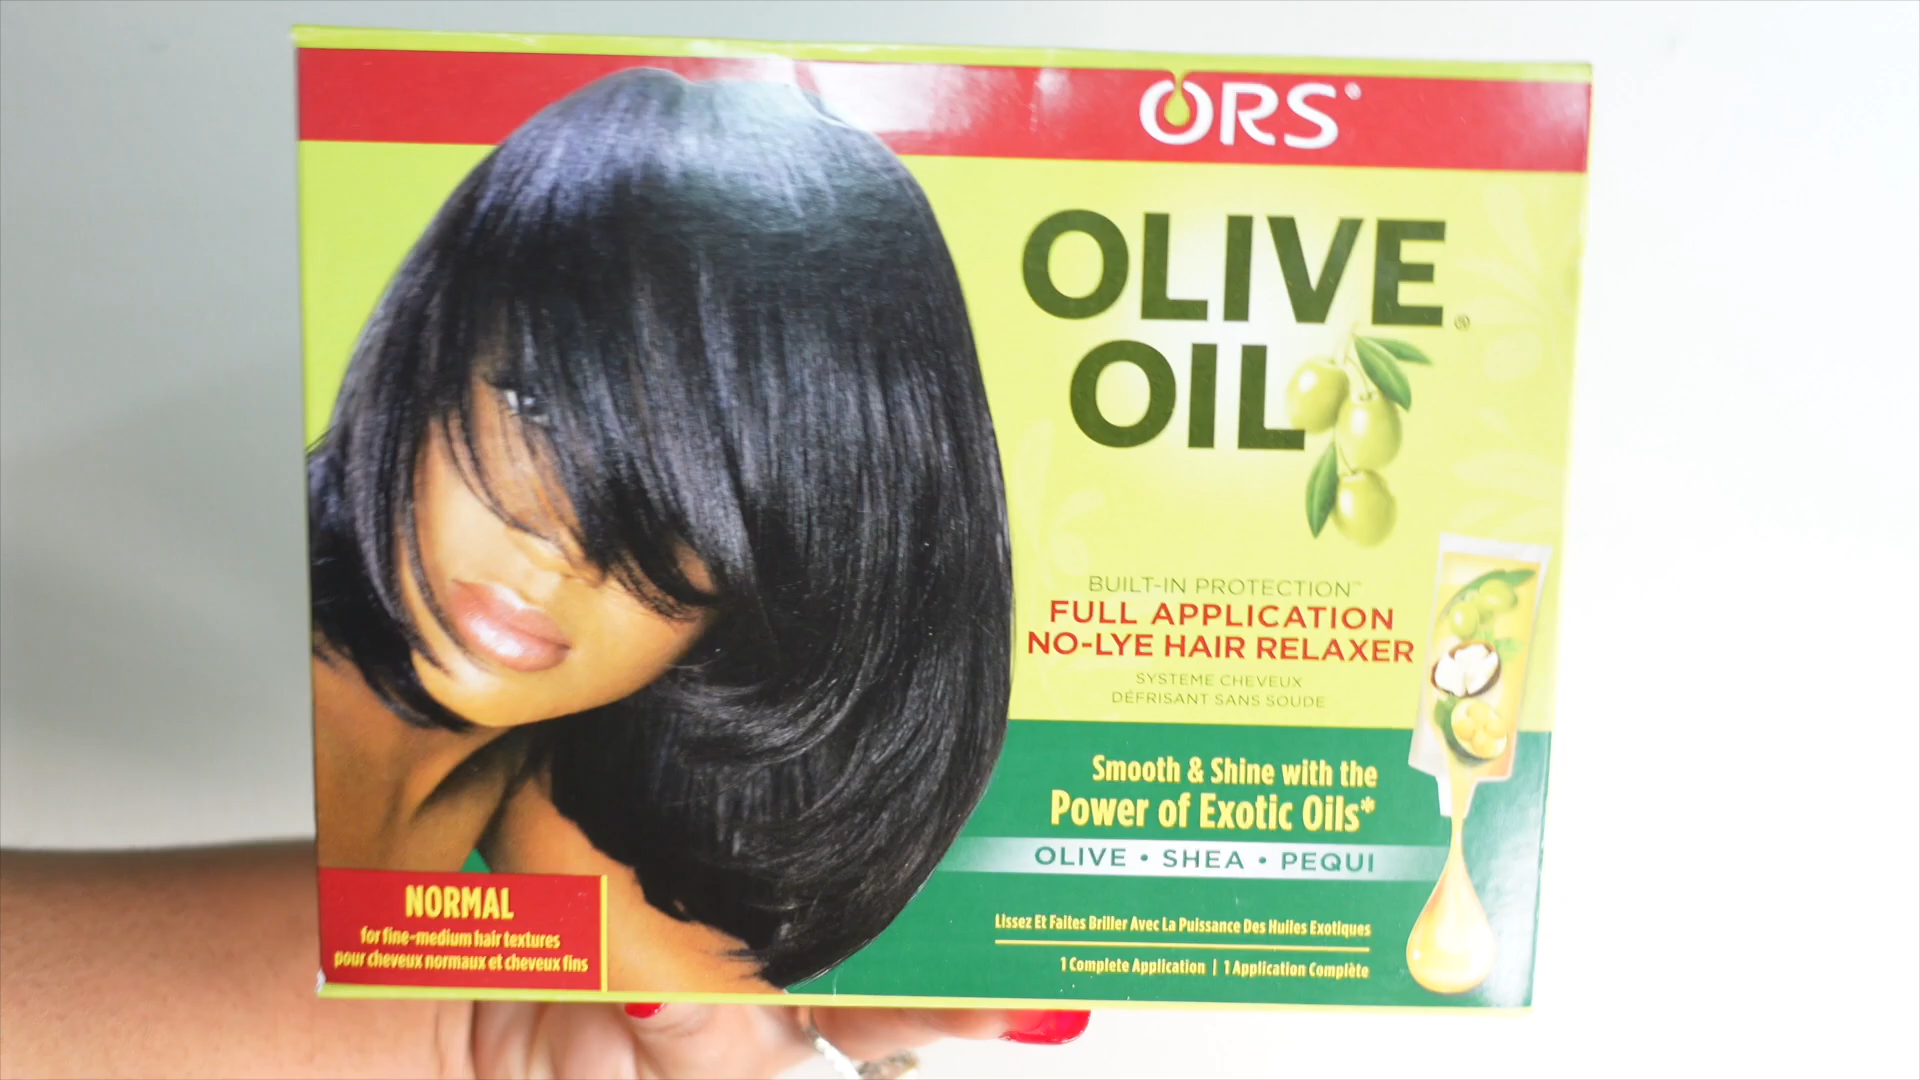 ORS®
OLIVE
OIL®
BUILT-IN PROTECTION™
FULL APPLICATION
NO-LYE HAIR RELAXER
SYSTEME CHEVEUX
DÉFRISANT SANS SOUDE
Smooth & Shine with the
Power of Exotic Oils*
OLIVE • SHEA • PEQUI
Lissez Et Faites Briller Avec La Puissance Des Huiles Exotiques
1 Complete Application | 1 Application Complète
NORMAL
for fine-medium hair textures
pour cheveux normaux et cheveux fins